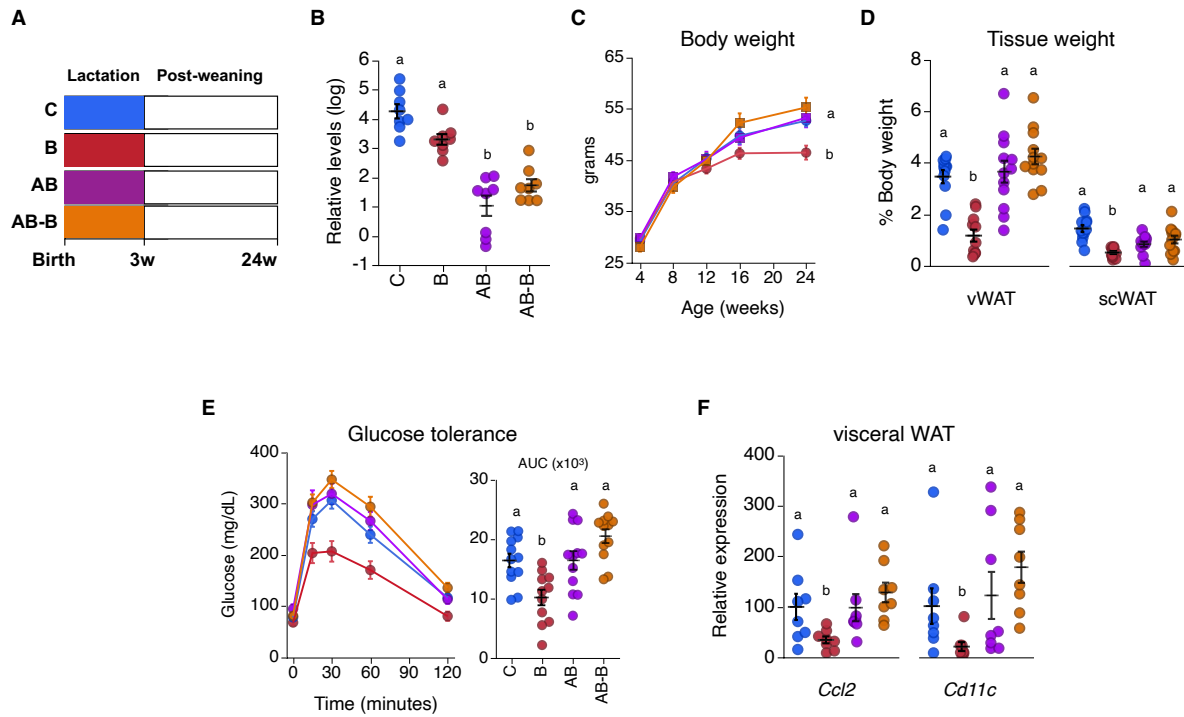 A
Lactation Post-weaning
C
B
AB
AB-B
Birth 3w 24w
B
Relative levels (log)
6
5
4
3
2
1
0
-1
a
a
b
b
C
B
AB
AB-B
C
Body weight
grams
55
45
35
25
a
b
4 8 12 16 20 24
Age (weeks)
D
Tissue weight
% Body weight
8
6
4
2
0
a
b
a
a
a
b
a
a
vWAT scWAT
E
Glucose tolerance
Glucose (mg/dL)
400
300
200
100
0
0 30 60 90 120
Time (minutes)
AUC (x10³)
30
20
10
0
a
b
a
a
C
B
AB
AB-B
F
visceral WAT
Relative expression
400
300
200
100
0
a
b
a
a
a
b
a
a
Ccl2 Cd11c